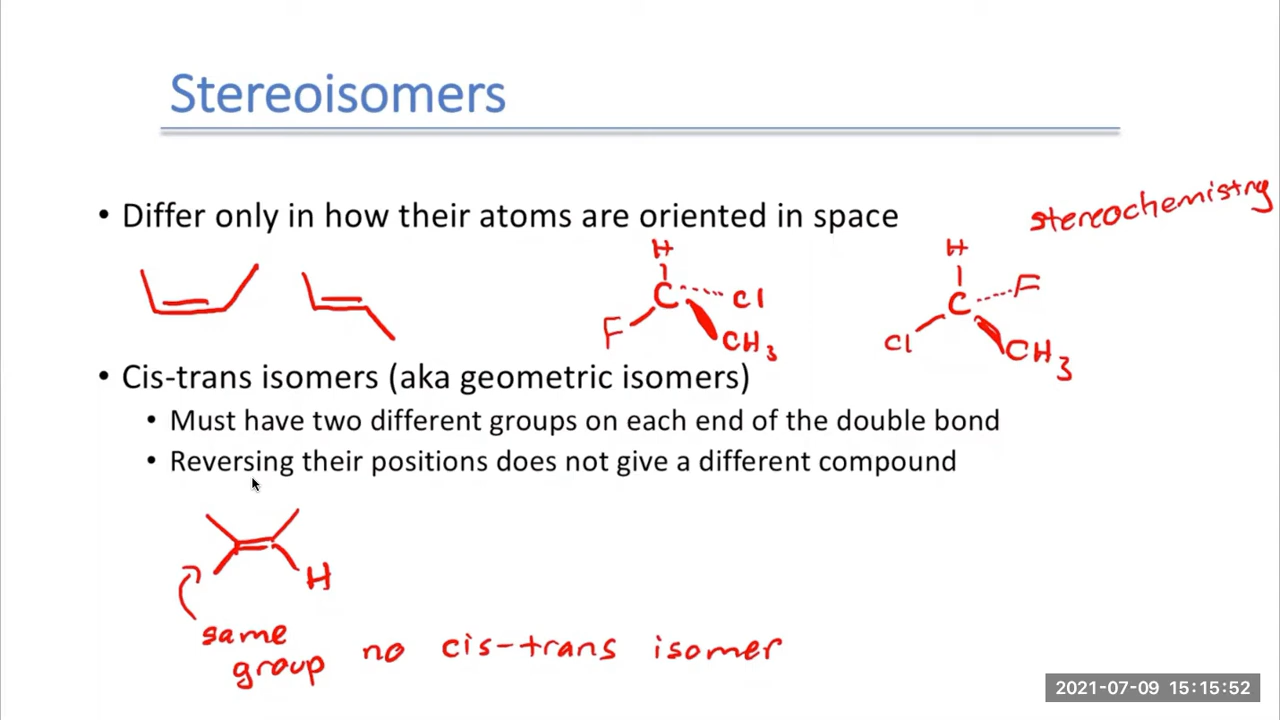 Stereoisomers
• Differ only in how their atoms are oriented in space
stereochemistry
H
C
Cl
F
CH3
H
C
F
Cl
CH3
• Cis-trans isomers (aka geometric isomers)
• Must have two different groups on each end of the double bond
• Reversing their positions does not give a different compound
H
same
group
no cis-trans isomer
2021-07-09 15:15:52